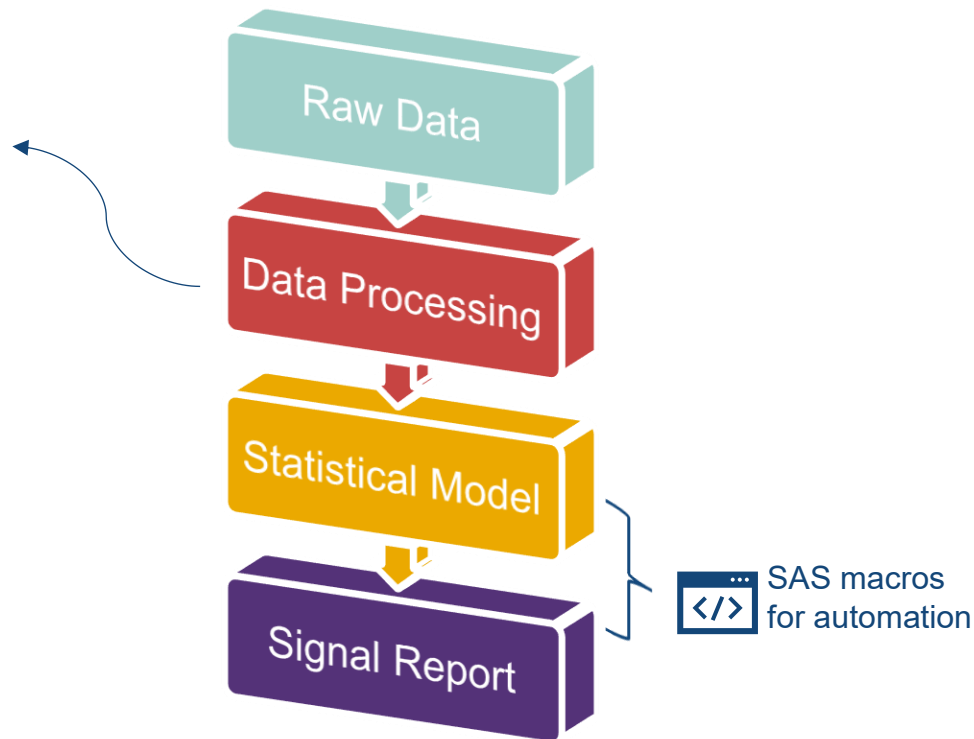 Raw Data
Data Processing
Statistical Model
Signal Report
</> SAS macros
for automation